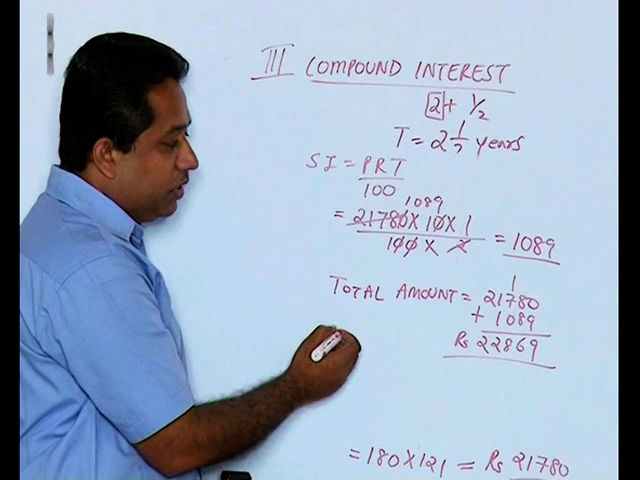 III COMPOUND INTEREST
2 + 1/2
T = 2 1/2 years
SI = PRT
100
1089
= 21780 X 10 X 1
100 X 2
= 1089
1
TOTAL AMOUNT = 21780
+ 1089
Rs 22869
= 180 X 121 = Rs 21780